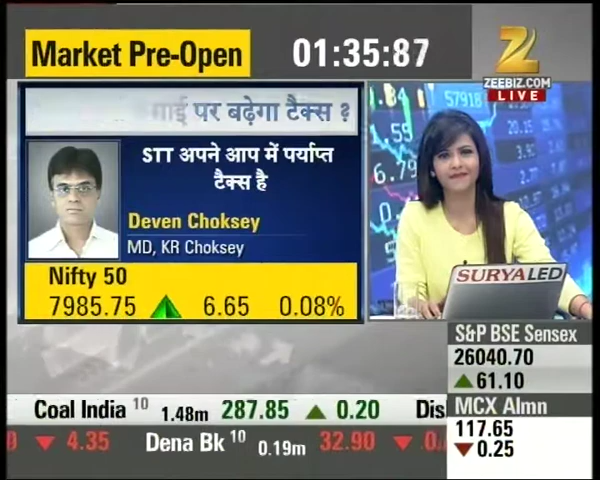 Market Pre-Open
01:35:87
Z
ZEEBIZ.COM
LIVE
पर बढ़ेगा टैक्स ?
STT अपने आप में पर्याप्त
टैक्स है
Deven Choksey
MD, KR Choksey
Nifty 50
7985.75 6.65 0.08%
57918
SURYA LED
S&P BSE Sensex
26040.70
61.10
MCX Almn
117.65
0.25
Coal India 10 1.48m 287.85 0.20
4.35 Dena Bk 10 0.19m 32.90